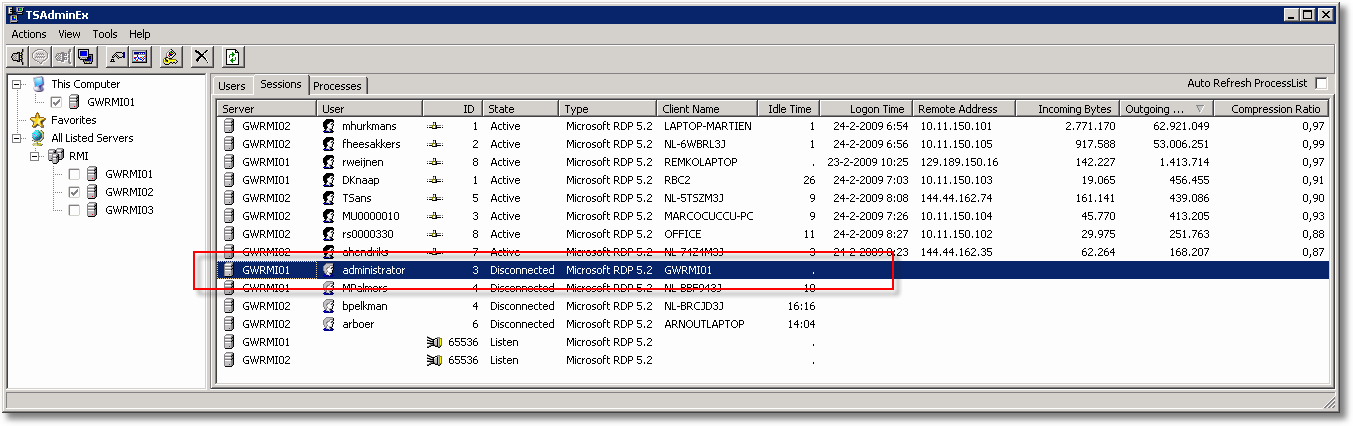 TSAdminEx
Actions View Tools Help
This Computer
GWRMI01
Favorites
All Listed Servers
RMI
GWRMI01
GWRMI02
GWRMI03
Users Sessions Processes
Auto Refresh ProcessList
Server User ID State Type Client Name Idle Time Logon Time Remote Address Incoming Bytes Outgoing ... Compression Ratio
GWRMI02 mhurkmans 1 Active Microsoft RDP 5.2 LAPTOP-MARTIEN 1 24-2-2009 6:54 10.11.150.101 2.771.170 62.921.049 0,97
GWRMI02 fheesakkers 2 Active Microsoft RDP 5.2 NL-6WBRL3J 1 24-2-2009 6:56 10.11.150.105 917.588 53.006.251 0,99
GWRMI01 rweijnen 8 Active Microsoft RDP 5.2 REMKOLAPTOP . 23-2-2009 10:25 129.189.150.16 142.227 1.413.714 0,97
GWRMI01 DKnaap 1 Active Microsoft RDP 5.2 RBC2 26 24-2-2009 7:03 10.11.150.103 19.065 456.455 0,91
GWRMI02 TSans 5 Active Microsoft RDP 5.2 NL-5TSZM3J 9 24-2-2009 8:08 144.44.162.74 161.141 439.086 0,90
GWRMI02 MU0000010 3 Active Microsoft RDP 5.2 MARCOCUCCU-PC 9 24-2-2009 7:26 10.11.150.104 45.770 413.205 0,93
GWRMI02 rs0000330 8 Active Microsoft RDP 5.2 OFFICE 11 24-2-2009 8:27 10.11.150.102 29.975 251.763 0,88
GWRMI02 ahendriks 7 Active Microsoft RDP 5.2 NL-74Z4M3J 3 24-2-2009 8:23 144.44.162.35 62.264 168.207 0,87
GWRMI01 administrator 3 Disconnected Microsoft RDP 5.2 GWRMI01 .
GWRMI01 MPalmers 4 Disconnected Microsoft RDP 5.2 NL-BBF943J 10
GWRMI02 bpelkman 4 Disconnected Microsoft RDP 5.2 NL-BRCJD3J 16:16
GWRMI02 arboer 6 Disconnected Microsoft RDP 5.2 ARNOUTLAPTOP 14:04
GWRMI01 65536 Listen Microsoft RDP 5.2 .
GWRMI02 65536 Listen Microsoft RDP 5.2 .